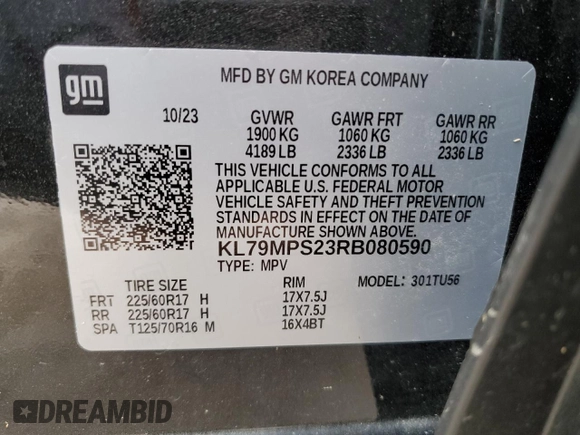 gm
MFD BY GM KOREA COMPANY
10/23 GVWR GAWR FRT GAWR RR
1900 KG 1060 KG 1060 KG
4189 LB 2336 LB 2336 LB
THIS VEHICLE CONFORMS TO ALL
APPLICABLE U.S. FEDERAL MOTOR
VEHICLE SAFETY AND THEFT PREVENTION
STANDARDS IN EFFECT ON THE DATE OF
MANUFACTURE SHOWN ABOVE.
KL79MPS23RB080590
TYPE: MPV MODEL: 301TU56
TIRE SIZE RIM
FRT 225/60R17 H 17X7.5J
RR 225/60R17 H 17X7.5J
SPA T125/70R16 M 16X4BT
DREAMBID